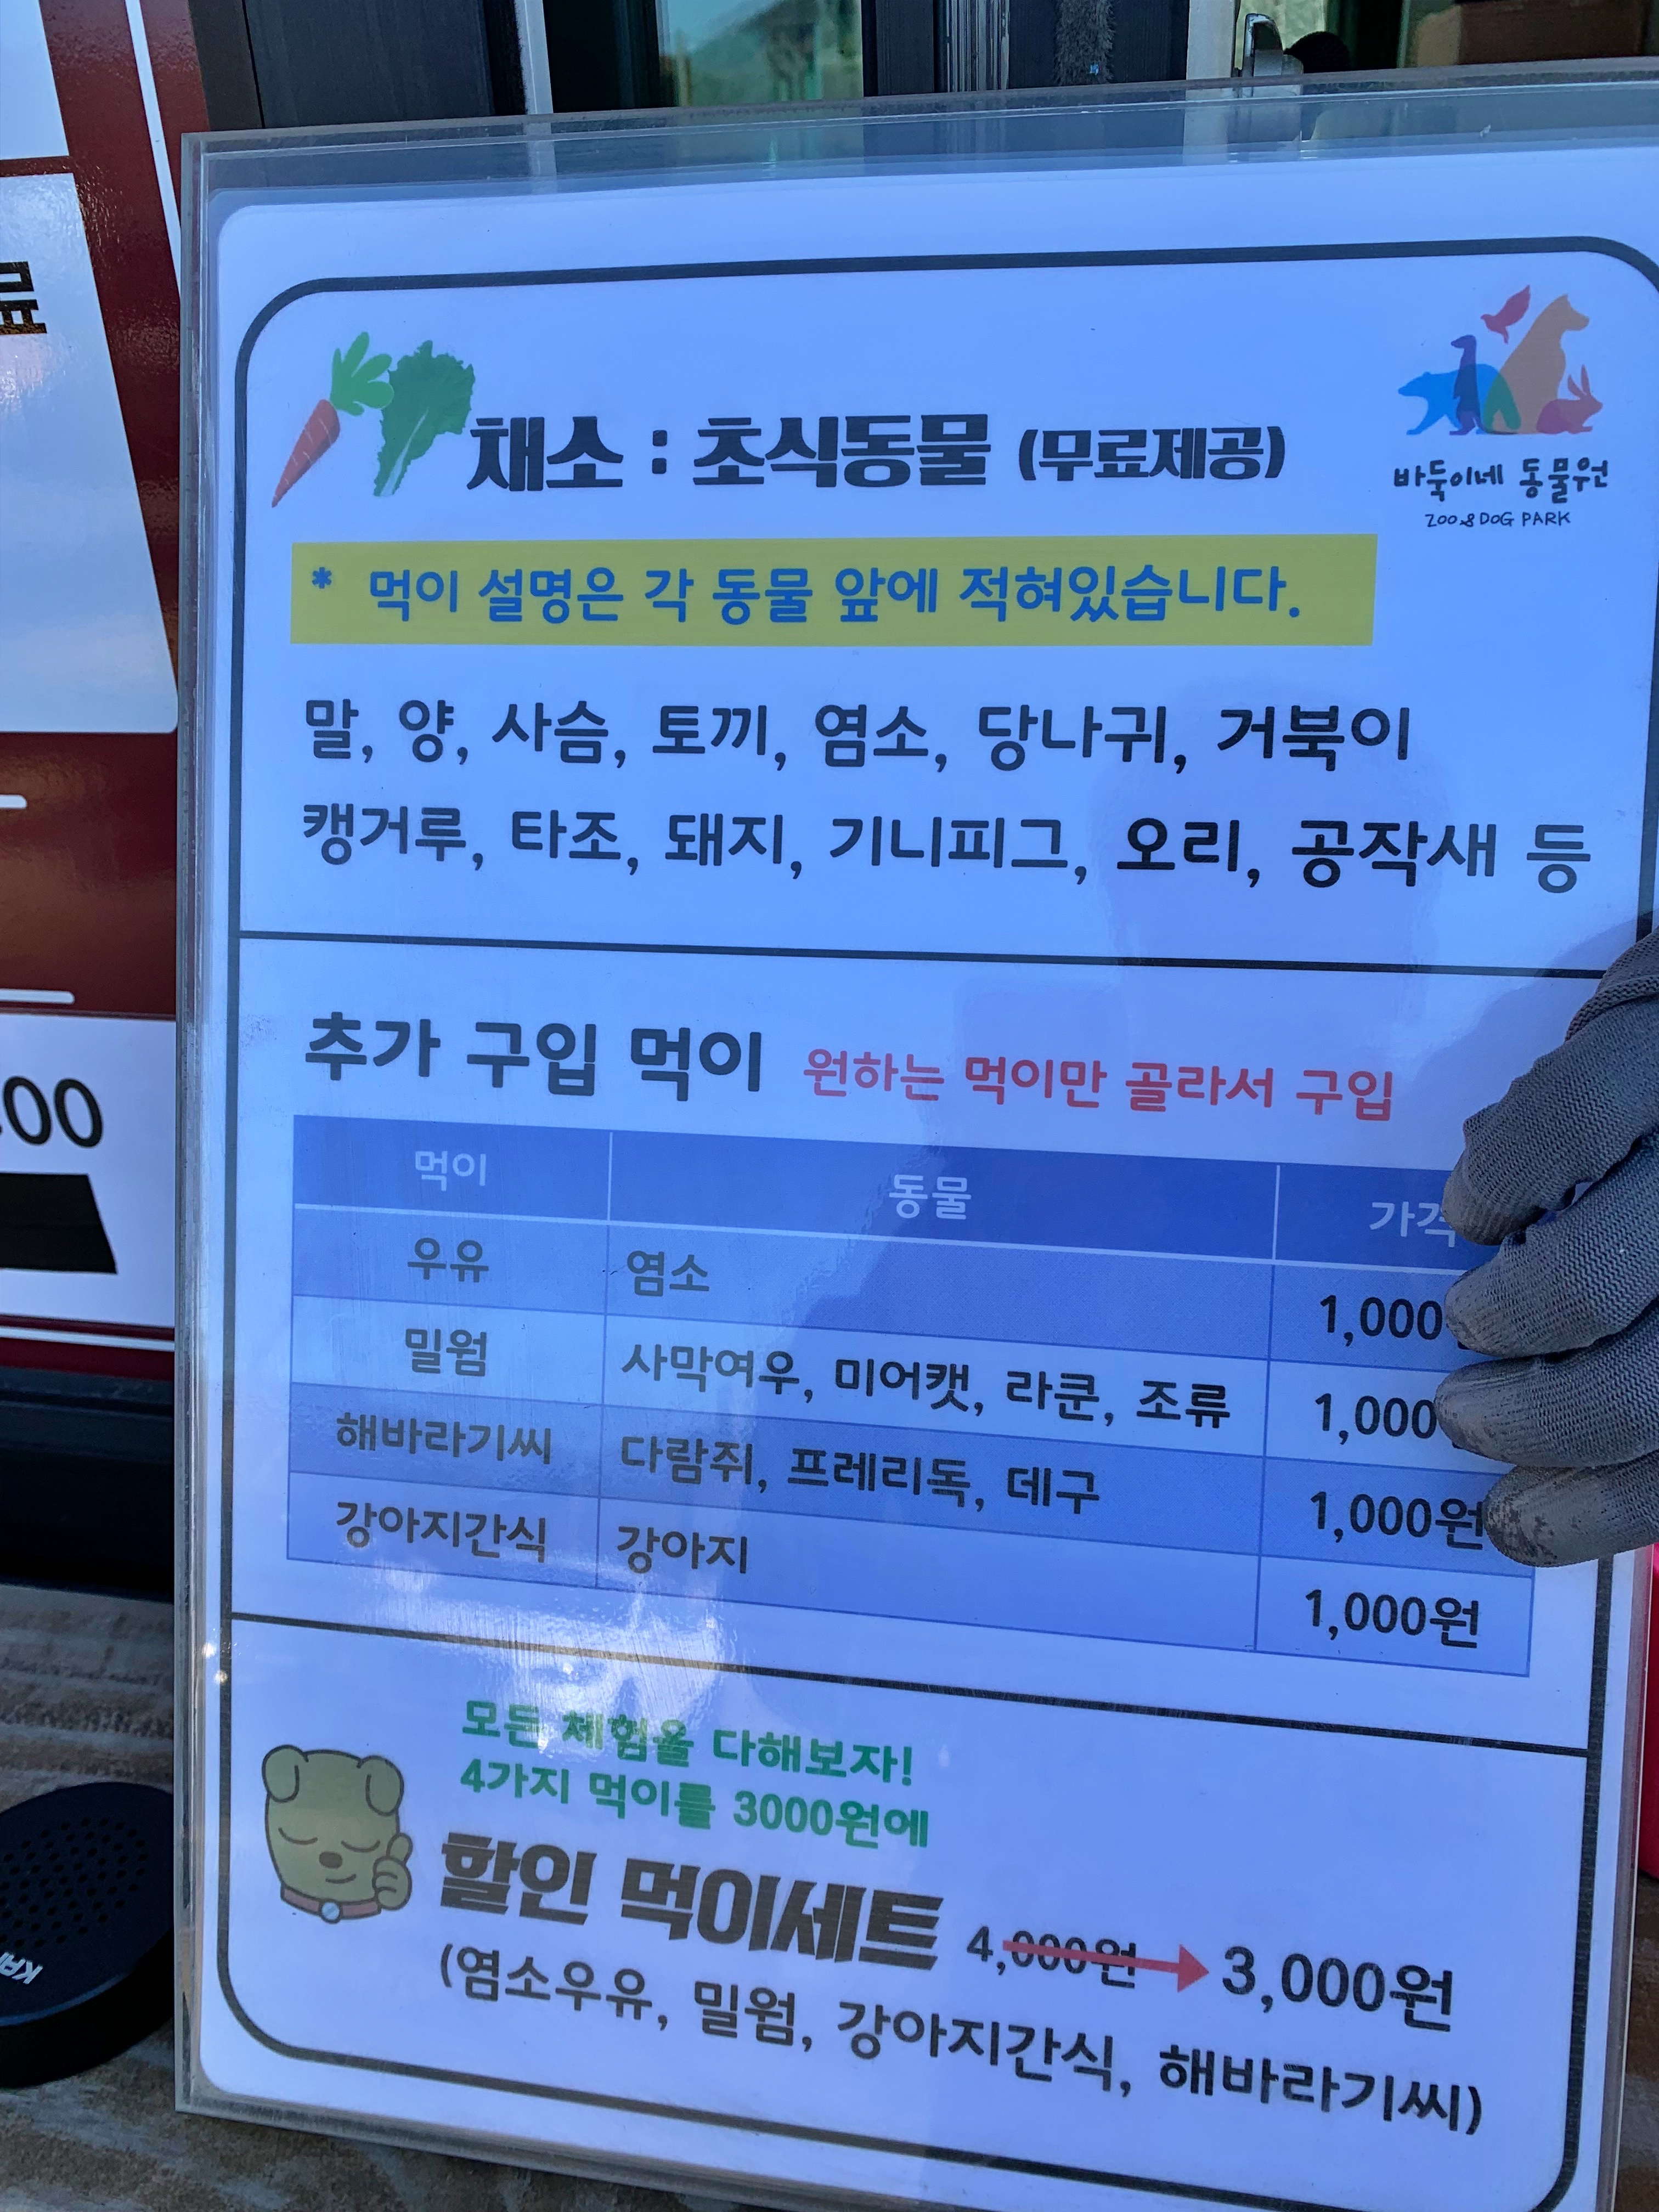 채소 : 초식동물 (무료제공)
바둑이네 동물원
ZOO & DOG PARK
* 먹이 설명은 각 동물 앞에 적혀있습니다.
말, 양, 사슴, 토끼, 염소, 당나귀, 거북이
캥거루, 타조, 돼지, 기니피그, 오리, 공작새 등
추가 구입 먹이 원하는 먹이만 골라서 구입
먹이 동물 가격
우유 염소 1,000
밀웜 사막여우, 미어캣, 라쿤, 조류 1,000
해바라기씨 다람쥐, 프레리독, 데구 1,000원
강아지간식 강아지 1,000원
모든 체험을 다해보자!
4가지 먹이를 3000원에
할인 먹이세트 4,000원 → 3,000원
(염소우유, 밀웜, 강아지간식, 해바라기씨)